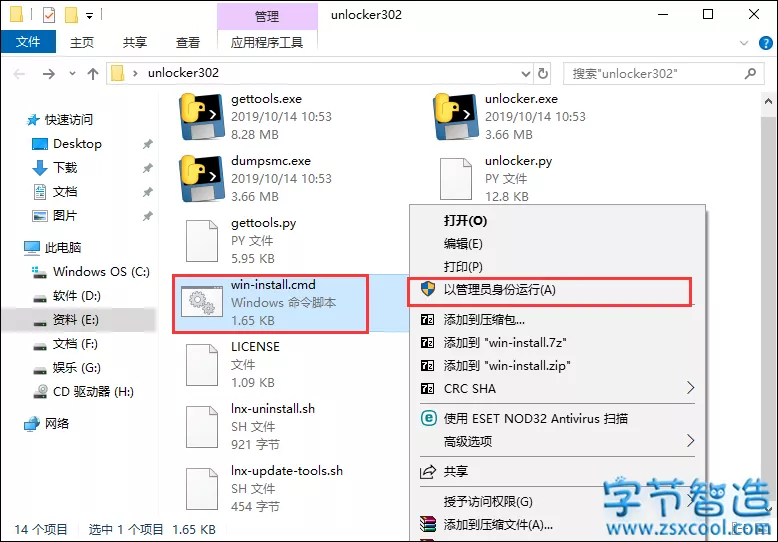 管理
unlocker302
文件
主页
共享
查看
应用程序工具
unlocker302
搜索"unlocker302"
快速访问
Desktop
下载
文档
图片
此电脑
Windows OS (C:)
软件 (D:)
资料 (E:)
文档 (F:)
娱乐 (G:)
CD 驱动器 (H:)
网络
gettools.exe
2019/10/14 10:53
8.28 MB
unlocker.exe
2019/10/14 10:53
3.66 MB
dumpsmc.exe
2019/10/14 10:53
3.66 MB
unlocker.py
PY 文件
12.8 KB
gettools.py
PY 文件
5.95 KB
win-install.cmd
Windows 命令脚本
1.65 KB
LICENSE
文件
1.09 KB
lnx-uninstall.sh
SH 文件
921 字节
lnx-update-tools.sh
SH 文件
454 字节
打开(O)
编辑(E)
打印(P)
以管理员身份运行(A)
添加到压缩包...
添加到 "win-install.7z"
添加到 "win-install.zip"
CRC SHA
使用 ESET NOD32 Antivirus 扫描
高级选项
共享
授予访问权限(G)
添加到压缩文件(A)...
14 个项目
选中 1 个项目
1.65 KB
字节智造
www.zsxcool.com